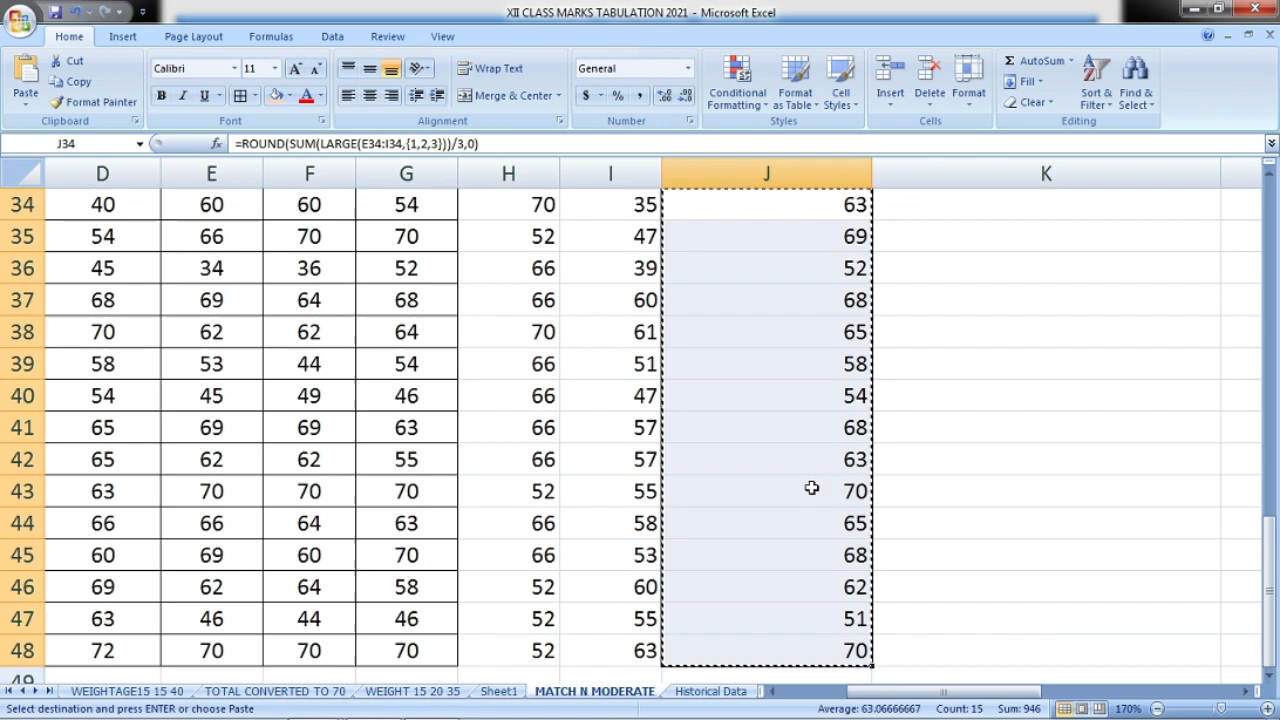 XII CLASS MARKS TABULATION 2021 - Microsoft Excel
Home Insert Page Layout Formulas Data Review View
Paste Cut Copy Format Painter Clipboard
Calibri 11 A A B I U A Font
Wrap Text Merge & Center Alignment
General $ % , Number
Conditional Formatting Format as Table Cell Styles Styles
Insert Delete Format Cells
Σ AutoSum Fill Clear Sort & Filter Find & Select Editing
J34 fx =ROUND(SUM(LARGE(E34:I34,{1,2,3}))/3,0)
D E F G H I J K
34 40 60 60 54 70 35 63
35 54 66 70 70 52 47 69
36 45 34 36 52 66 39 52
37 68 69 64 68 66 60 68
38 70 62 62 64 70 61 65
39 58 53 44 54 66 51 58
40 54 45 49 46 66 47 54
41 65 69 69 63 66 57 68
42 65 62 62 55 66 57 63
43 63 70 70 70 52 55 70
44 66 66 64 63 66 58 65
45 60 69 60 70 66 53 68
46 69 62 64 58 52 60 62
47 63 46 44 46 52 55 51
48 72 70 70 70 52 63 70
49
WEIGHTAGE15 15 40 TOTAL CONVERTED TO 70 WEIGHT 15 20 35 Sheet1 MATCH N MODERATE Historical Data
Select destination and press ENTER or choose Paste Average: 63.06666667 Count: 15 Sum: 946 170%